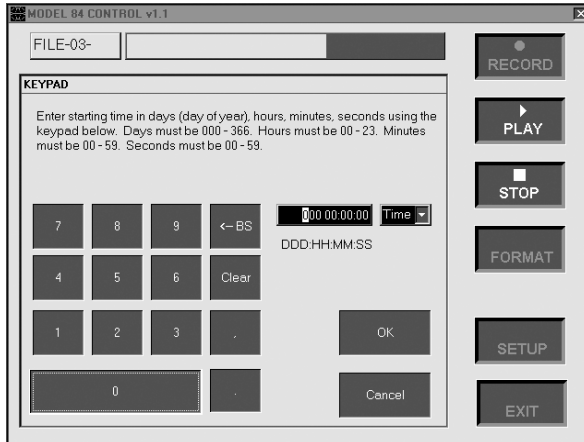 MODEL 84 CONTROL v1.1
FILE-03-
RECORD
KEYPAD
Enter starting time in days (day of year), hours, minutes, seconds using the
keypad below. Days must be 000 - 366. Hours must be 00 - 23. Minutes
must be 00 - 59. Seconds must be 00 - 59.
PLAY
STOP
7 8 9 <-- BS
000 00:00:00 Time
DDD:HH:MM:SS
4 5 6 Clear
FORMAT
1 2 3 ,
OK
SETUP
0 .
Cancel
EXIT